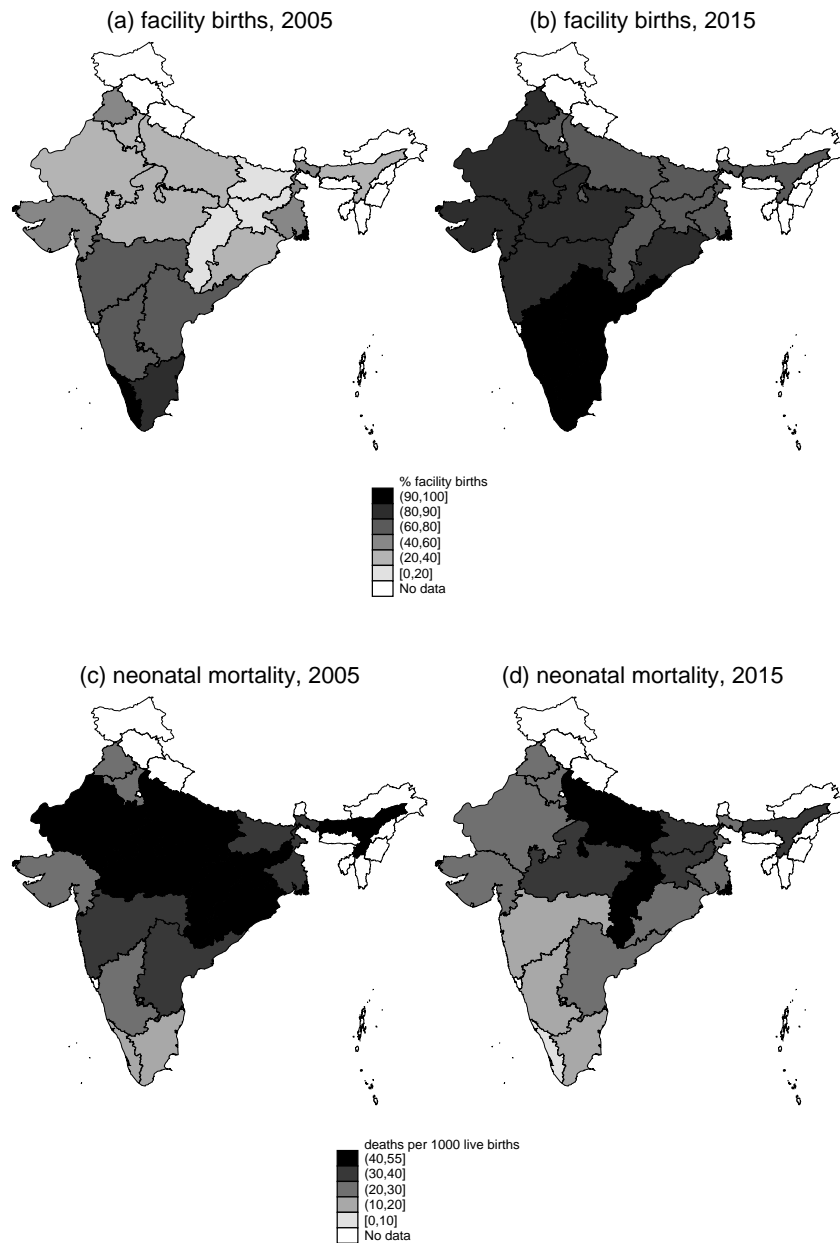 (a) facility births, 2005
(b) facility births, 2015
% facility births
(90,100]
(80,90]
(60,80]
(40,60]
(20,40]
[0,20]
No data
(c) neonatal mortality, 2005
(d) neonatal mortality, 2015
deaths per 1000 live births
(40,55]
(30,40]
(20,30]
(10,20]
[0,10]
No data